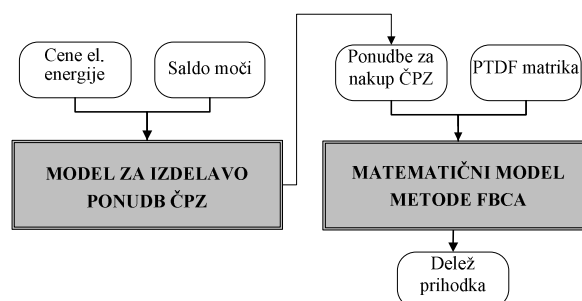 Cene el.
energije
Saldo moči
MODEL ZA IZDELAVO
PONUDB ČPZ
Ponudbe za
nakup ČPZ
PTDF matrika
MATEMATIČNI MODEL
METODE FBCA
Delež
prihodka